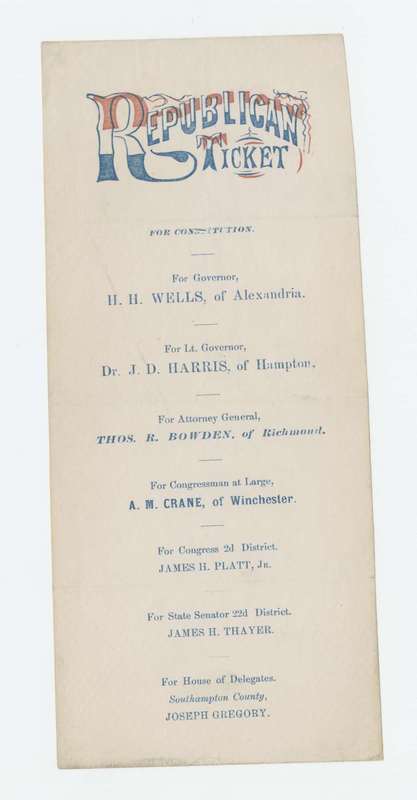 REPUBLICAN
TICKET
FOR CONSTITUTION.
For Governor,
H. H. WELLS, of Alexandria.
For Lt. Governor,
Dr. J. D. HARRIS, of Hampton.
For Attorney General,
THOS. R. BOWDEN, of Richmond.
For Congressman at Large,
A. M. CRANE, of Winchester.
For Congress 2d District.
JAMES H. PLATT, JR.
For State Senator 22d District.
JAMES H. THAYER.
For House of Delegates.
Southampton County,
JOSEPH GREGORY.